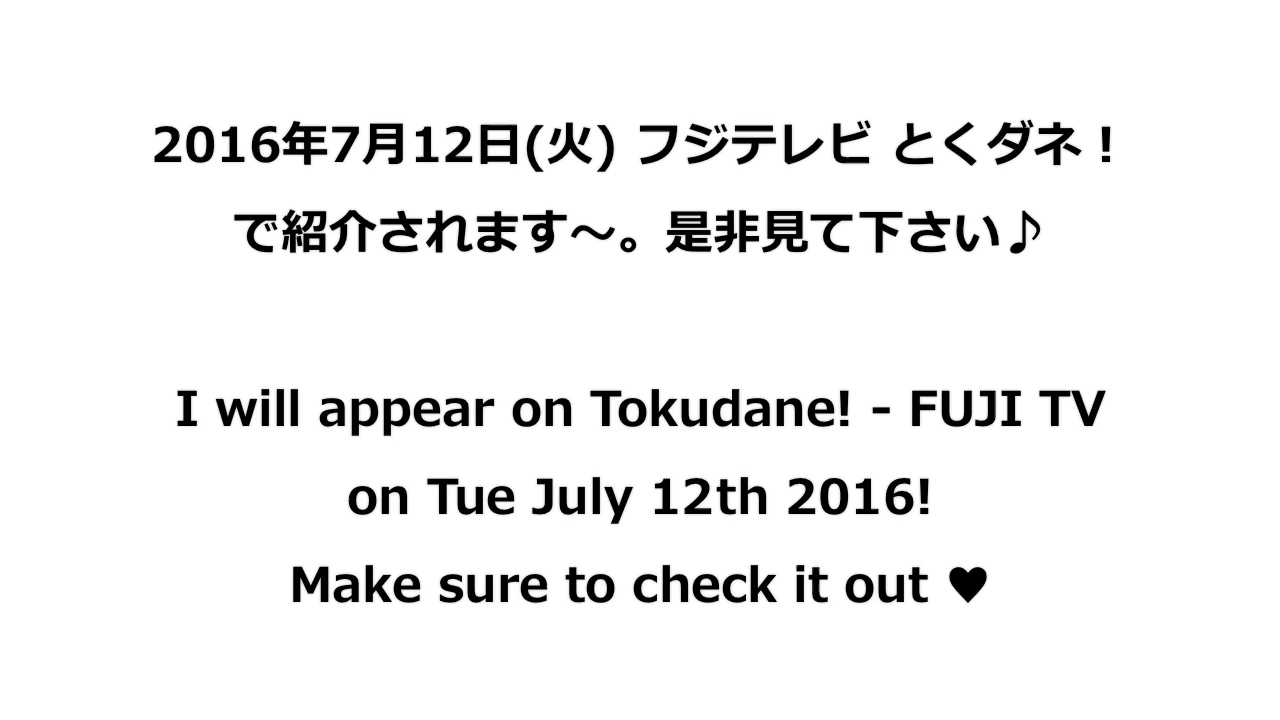 2016年7月12日(火) フジテレビ とくダネ！
で紹介されます～。是非見て下さい♪
I will appear on Tokudane! - FUJI TV
on Tue July 12th 2016!
Make sure to check it out ♥